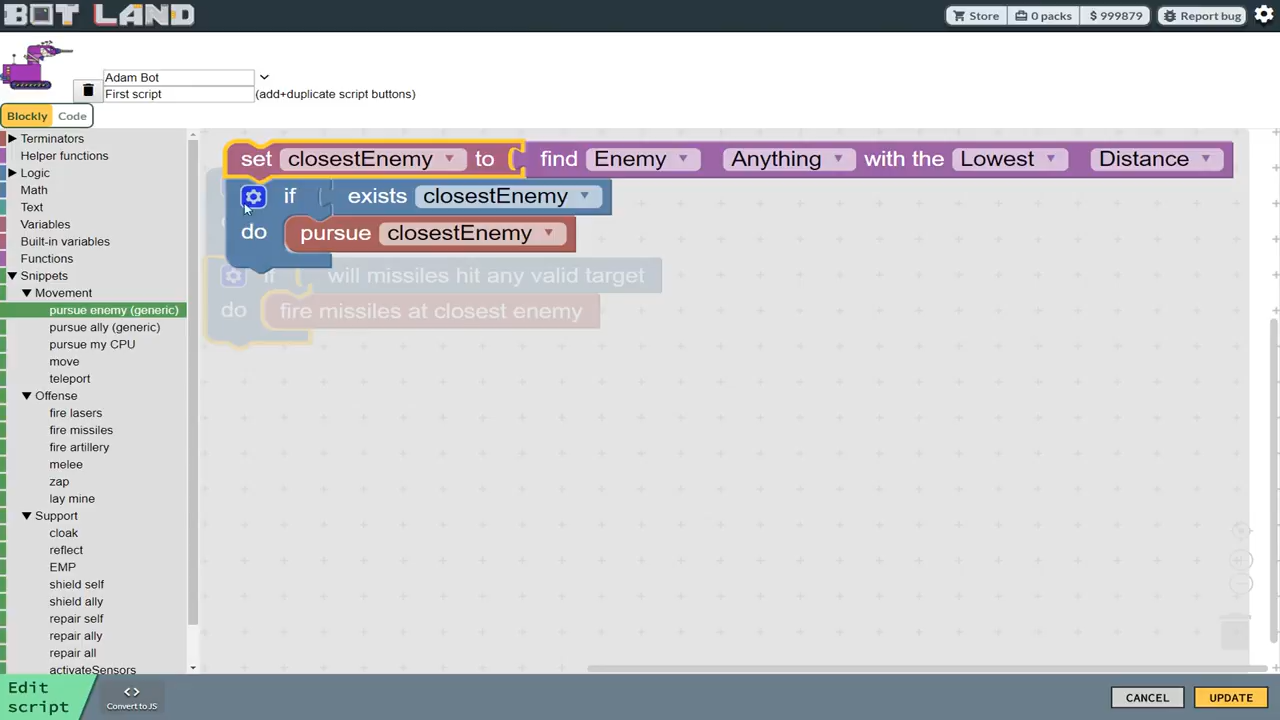 BOT LAND
Store
0 packs
$ 999879
Report bug
Adam Bot
First script
(add+duplicate script buttons)
Blockly
Code
Terminators
Helper functions
Logic
Math
Text
Variables
Built-in variables
Functions
Snippets
Movement
pursue enemy (generic)
pursue ally (generic)
pursue my CPU
move
teleport
Offense
fire lasers
fire missiles
fire artillery
melee
zap
lay mine
Support
cloak
reflect
EMP
shield self
shield ally
repair self
repair ally
repair all
activateSensors
set closestEnemy to find Enemy Anything with the Lowest Distance
if exists closestEnemy
do pursue closestEnemy
if will missiles hit any valid target
do fire missiles at closest enemy
Edit
script
Convert to JS
CANCEL
UPDATE